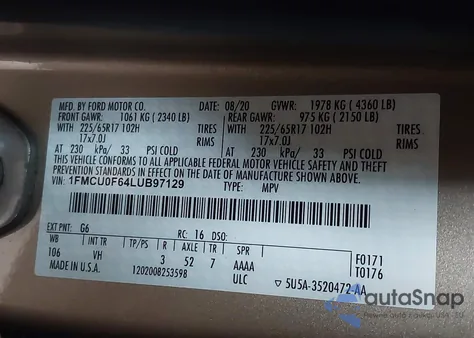 MFD. BY FORD MOTOR CO. DATE: 08/20 GVWR: 1978 KG ( 4360 LB)
FRONT GAWR: 1061 KG ( 2340 LB) REAR GAWR: 975 KG ( 2150 LB)
WITH 225/65R17 102H TIRES WITH 225/65R17 102H TIRES
17x7.0J RIMS 17x7.0J RIMS
AT 230 kPa/ 33 PSI COLD AT 230 kPa/ 33 PSI COLD
THIS VEHICLE CONFORMS TO ALL APPLICABLE FEDERAL MOTOR VEHICLE SAFETY, BUMPER, AND THEFT
PREVENTION STANDARDS IN EFFECT ON THE DATE OF MANUFACTURE SHOWN ABOVE.
VIN: 1FMCU0F64LUB97129 TYPE: MPV
EXT PNT: G6 RC: 16 DSO:
WB INT TR TP/PS R AXLE TR SPR
106 VH 3 52 7 AAAA
F0171
T0176
MADE IN U.S.A. ULC
120200825359B ▽ 5U5A-3520472-AA
autoSnap